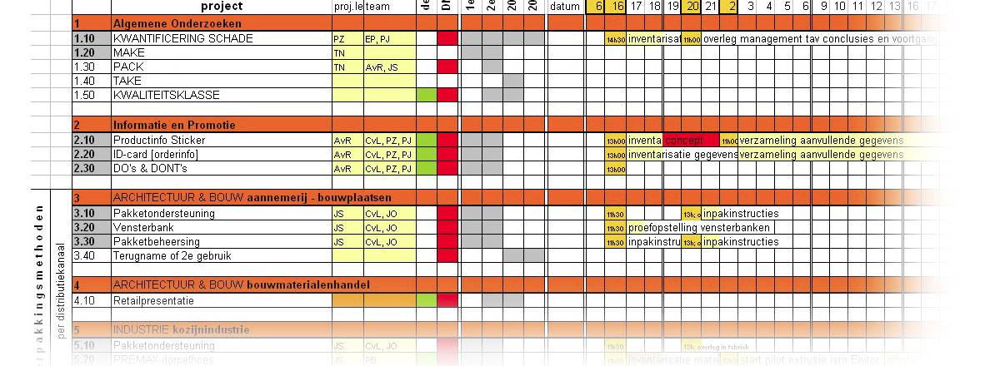 project proj.le team de 1e 2e 20 20 datum 6 16 17 18 19 20 21 2 3 4 5 6 9 10 11 12 13 16 17
1 Algemene Onderzoeken
1.10 KWANTIFICERING SCHADE PZ EP, PJ 14h30 inventarisat 11h00 overleg management tav conclusies en voortgang
1.20 MAKE TN
1.30 PACK TN AvR, JS
1.40 TAKE
1.50 KWALITEITSKLASSE
2 Informatie en Promotie
2.10 Productinfo Sticker AvR CvL, PZ, PJ 13h00 inventa concept 11h00 verzameling aanvullende gegevens
2.20 ID-card [orderinfo] AvR CvL, PZ, PJ 13h00 inventarisatie gegevens verzameling aanvullende gegevens
2.30 DO's & DONT's AvR CvL, PZ, PJ 13h00
3 ARCHITECTUUR & BOUW aannemerij - bouwplaatsen
3.10 Pakketondersteuning JS CvL, JO 11h30 13h; o inpakinstructies
3.20 Vensterbank JS CvL, JO 11h30 proefopstelling vensterbanken
3.30 Pakketbeheersing JS CvL, JO 11h30 inpakinstru 13h; o inpakinstructies
3.40 Terugname of 2e gebruik
4 ARCHITECTUUR & BOUW bouwmaterialenhandel
4.10 Retailpresentatie
5 INDUSTRIE kozijnindustrie
5.10 Pakketondersteuning JS CvL, JO 11h30 13h; overleg in fabriek
5.20 PREMAX-dorpelhoes JS PB inventarisatie mate start pilot extrusie ism Enitor
rpakkingsmethoden
per distributiekanaal